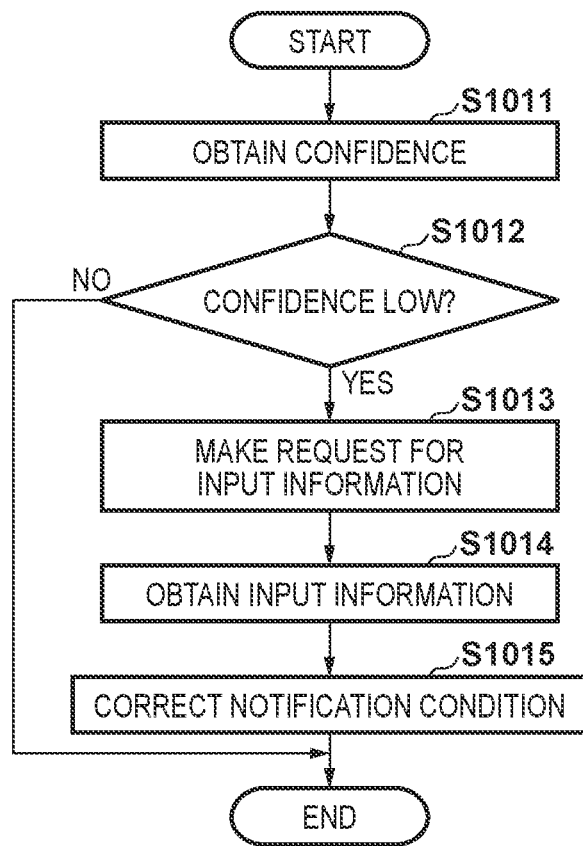 START
S1011
OBTAIN CONFIDENCE
S1012
NO
CONFIDENCE LOW?
YES
S1013
MAKE REQUEST FOR
INPUT INFORMATION
S1014
OBTAIN INPUT INFORMATION
S1015
CORRECT NOTIFICATION CONDITION
END